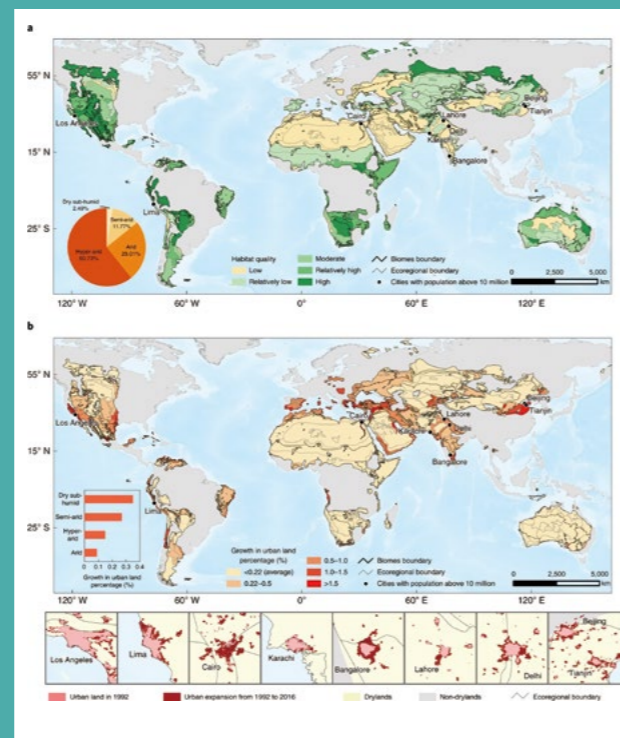 a
55° N
Los Angeles
15° N
25° S
Lima
Cairo
Lahore
Delhi
Karachi
Bangalore
Beijing
Tianjin
Dry sub-humid
2.49%
Semi-arid
11.77%
Arid
Hyper-arid
Habitat quality
Low
Relatively low
Moderate
Relatively high
High
Biomes boundary
Ecoregional boundary
Cities with population above 10 million
0 2,500 5,000
km
120° W 60° W 0° 60° E 120° E
b
55° N
Los Angeles
15° N
25° S
Lima
Cairo
Lahore
Delhi
Bangalore
Beijing
Tianjin
Dry sub-
humid
Semi-arid
Hyper-
arid
Arid
0 0.1 0.2 0.3 0.4
Growth in urban land
percentage (%)
Growth in urban land
percentage (%)
<0.22 (average)
0.22–0.5
0.5–1.0
1.0–1.5
>1.5
Biomes boundary
Ecoregional boundary
Cities with population above 10 million
0 2,500 5,000
km
120° W 60° W 0° 60° E 120° E
Los Angeles
Lima
Cairo
Karachi
Bangalore
Lahore
Delhi
Beijing
Tianjin
Urban land in 1992
Urban expansion from 1992 to 2016
Drylands
Non-drylands
Ecoregional boundary